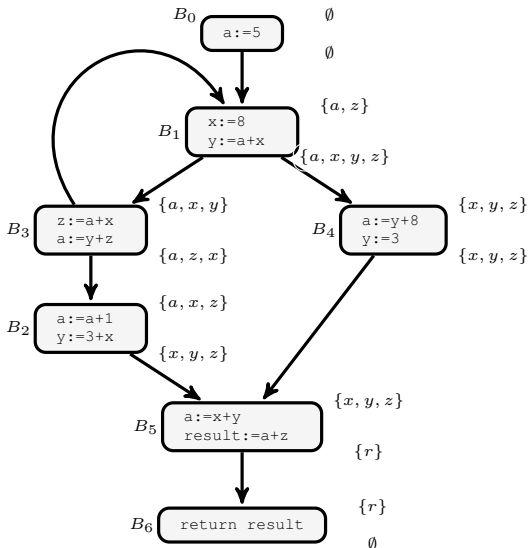 B₀
∅
a:=5
∅
{a, z}
B₁
x:=8
y:=a+x
{a, x, y, z}
{a, x, y}
B₃
z:=a+x
a:=y+z
{a, z, x}
{x, y, z}
B₄
a:=y+8
y:=3
{x, y, z}
{a, x, z}
B₂
a:=a+1
y:=3+x
{x, y, z}
{x, y, z}
B₅
a:=x+y
result:=a+z
{r}
{r}
B₆
return result
∅